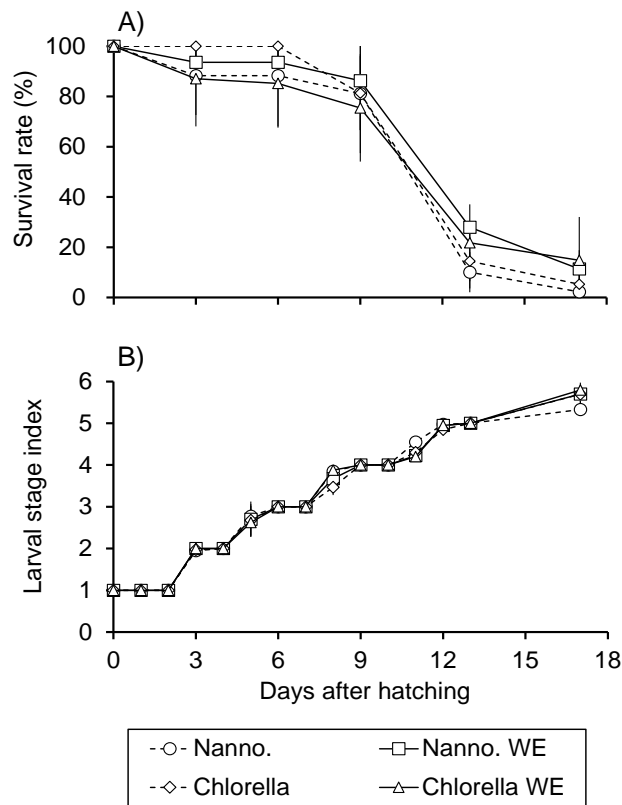 A)
100
80
60
40
20
0
Survival rate (%)
B)
6
5
4
3
2
1
0
Larval stage index
0 3 6 9 12 15 18
Days after hatching
Nanno. Nanno. WE
Chlorella Chlorella WE